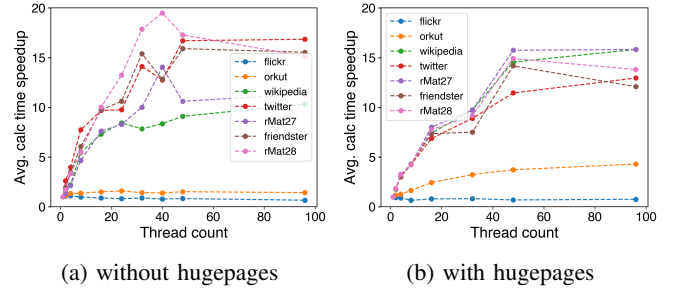 20
15
10
5
0
Avg. calc time speedup
0 20 40 60 80 100
Thread count
flickr
orkut
wikipedia
twitter
rMat27
friendster
rMat28
(a) without hugepages
20
15
10
5
0
Avg. calc time speedup
0 20 40 60 80 100
Thread count
flickr
orkut
wikipedia
twitter
rMat27
friendster
rMat28
(b) with hugepages